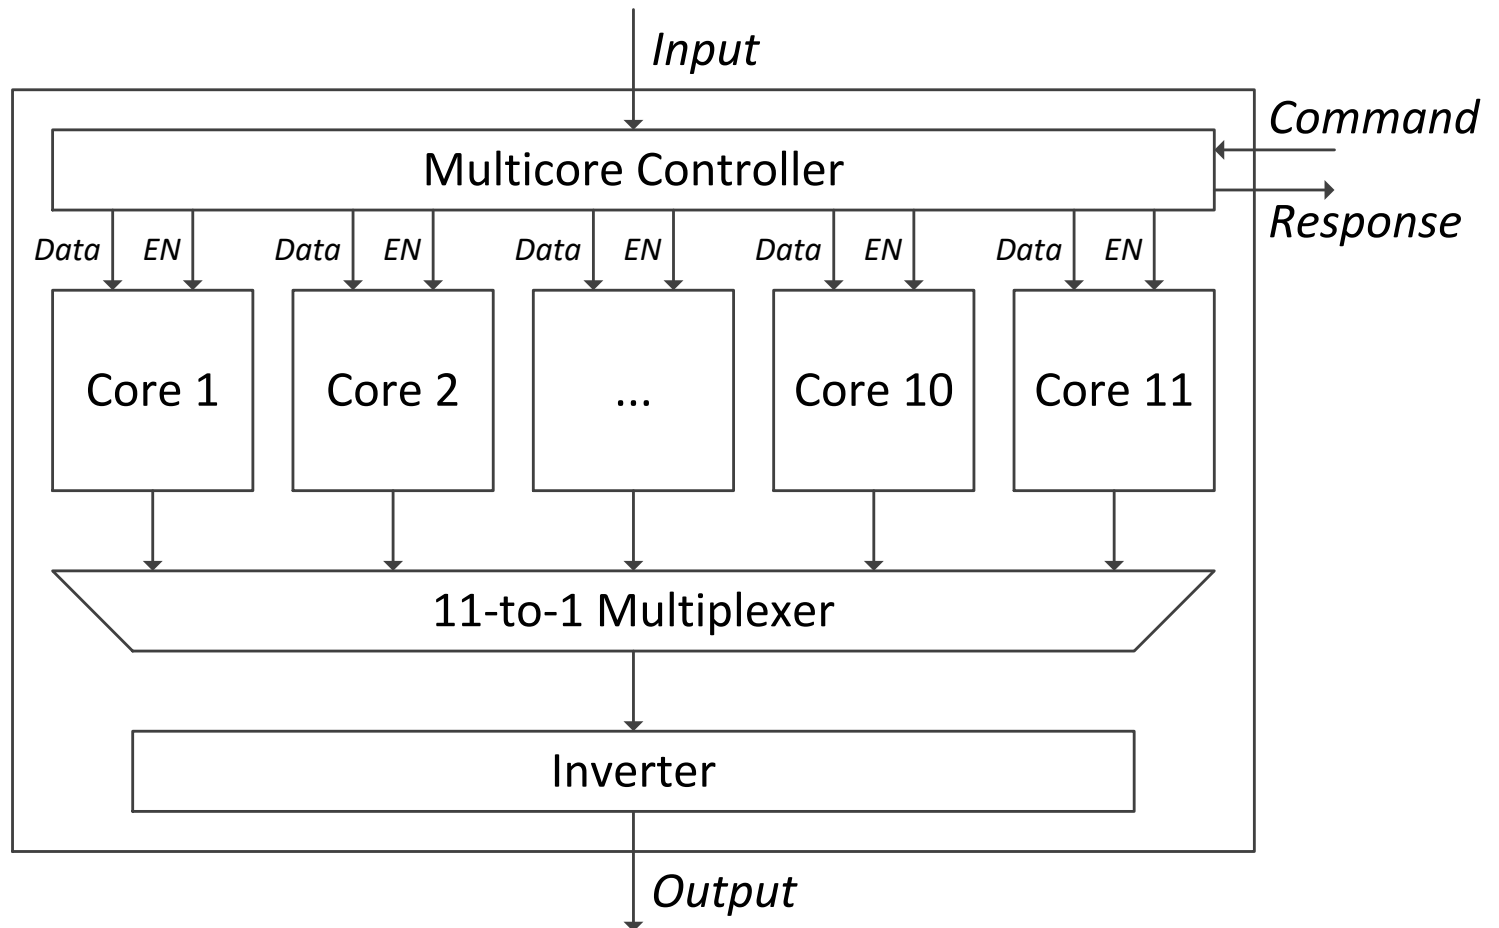 Input
Command
Multicore Controller
Response
Data EN Data EN Data EN Data EN Data EN
Core 1 Core 2 ... Core 10 Core 11
11-to-1 Multiplexer
Inverter
Output